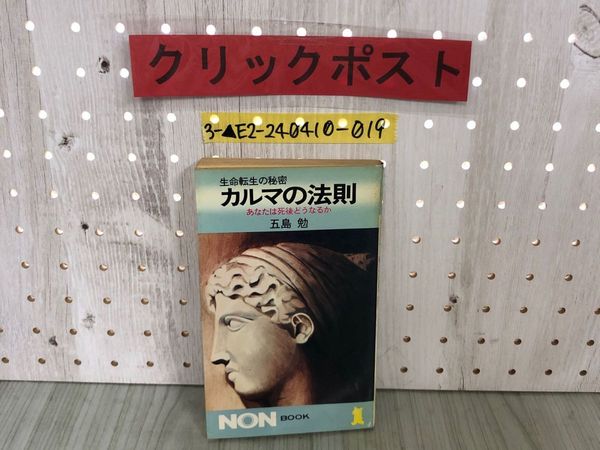 クリックポスト
3-▲E2-240410-019
生命転生の秘密
カルマの法則
あなたは死後どうなるか
五島 勉
NON BOOK